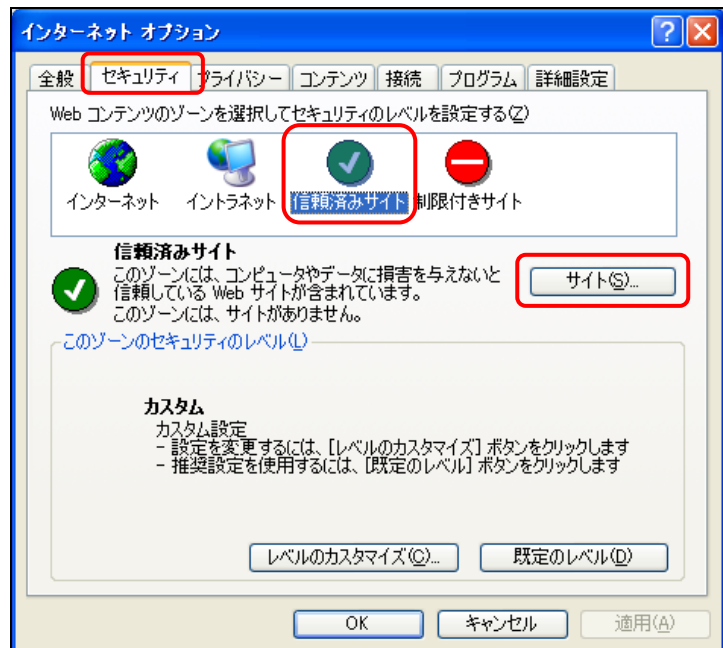 インターネット オプション
全般 セキュリティ プライバシー コンテンツ 接続 プログラム 詳細設定
Web コンテンツのゾーンを選択してセキュリティのレベルを設定する(Z)
インターネット イントラネット 信頼済みサイト 制限付きサイト
信頼済みサイト
このゾーンには、コンピュータやデータに損害を与えないと
信頼している Web サイトが含まれています。
このゾーンには、サイトがありません。
サイト(S)...
このゾーンのセキュリティのレベル(L)
カスタム
カスタム設定
- 設定を変更するには、[レベルのカスタマイズ] ボタンをクリックします
- 推奨設定を使用するには、[既定のレベル] ボタンをクリックします
レベルのカスタマイズ(C)... 既定のレベル(D)
OK キャンセル 適用(A)